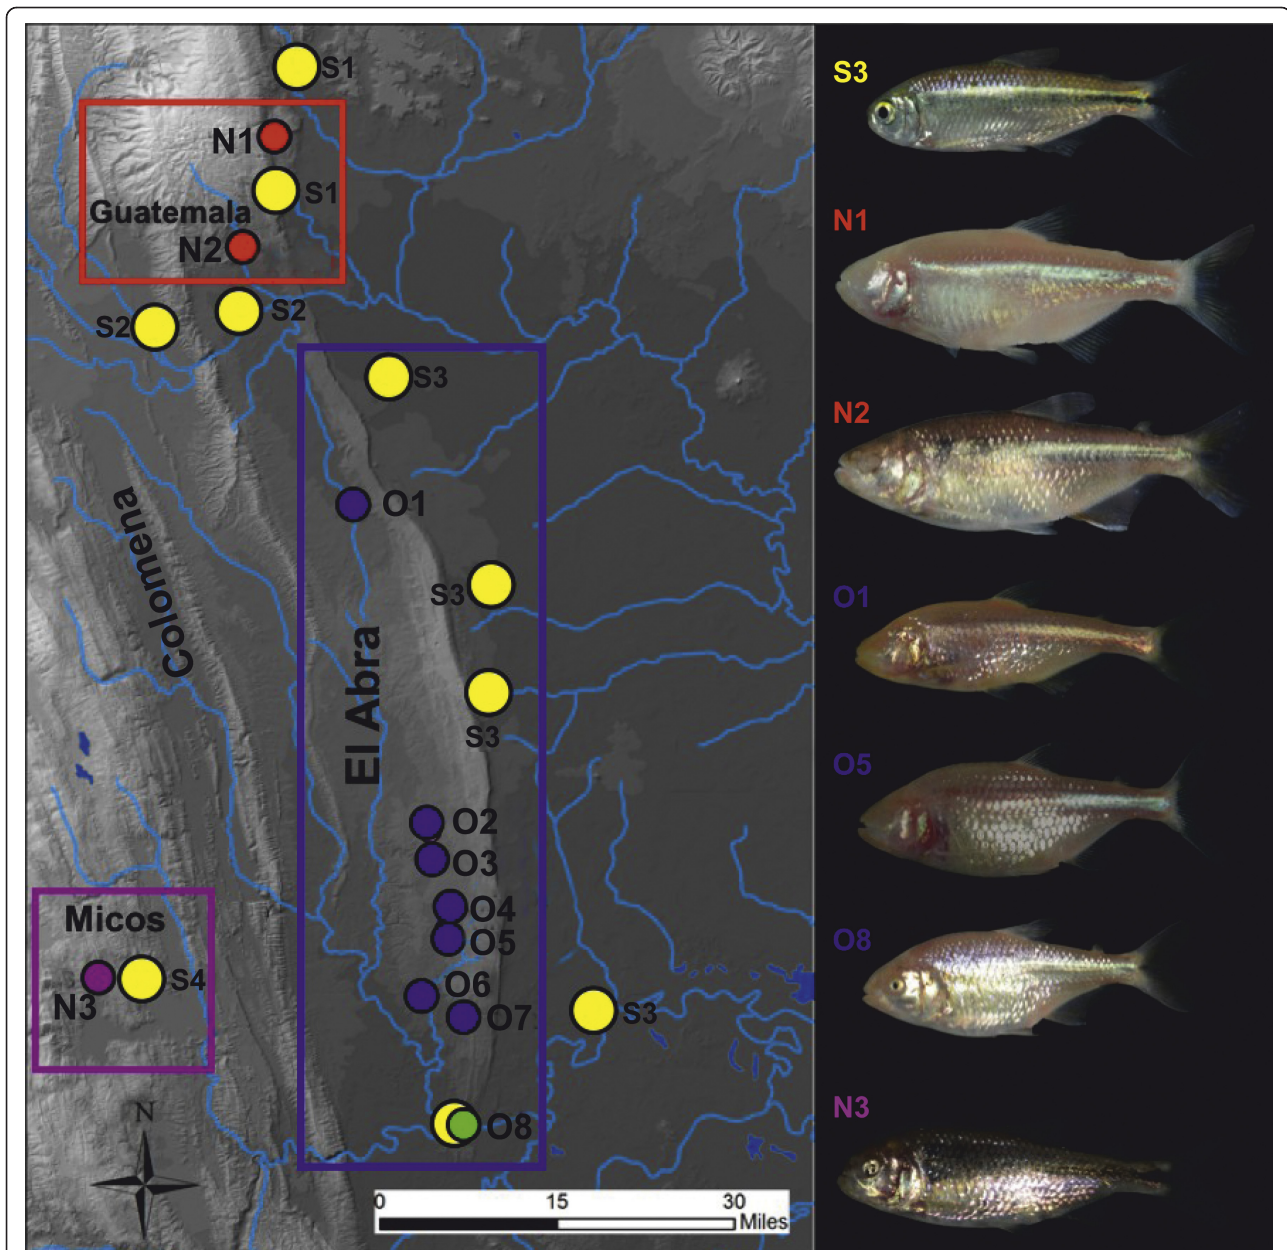 S1
N1
S1
Guatemala
N2
S2
S2
S3
O1
Colomena
S3
El Abra
S3
O2
O3
O4
O5
Micos
S4
N3
O6
O7
S3
O8
N
0 15 30
Miles
S3
N1
N2
O1
O5
O8
N3